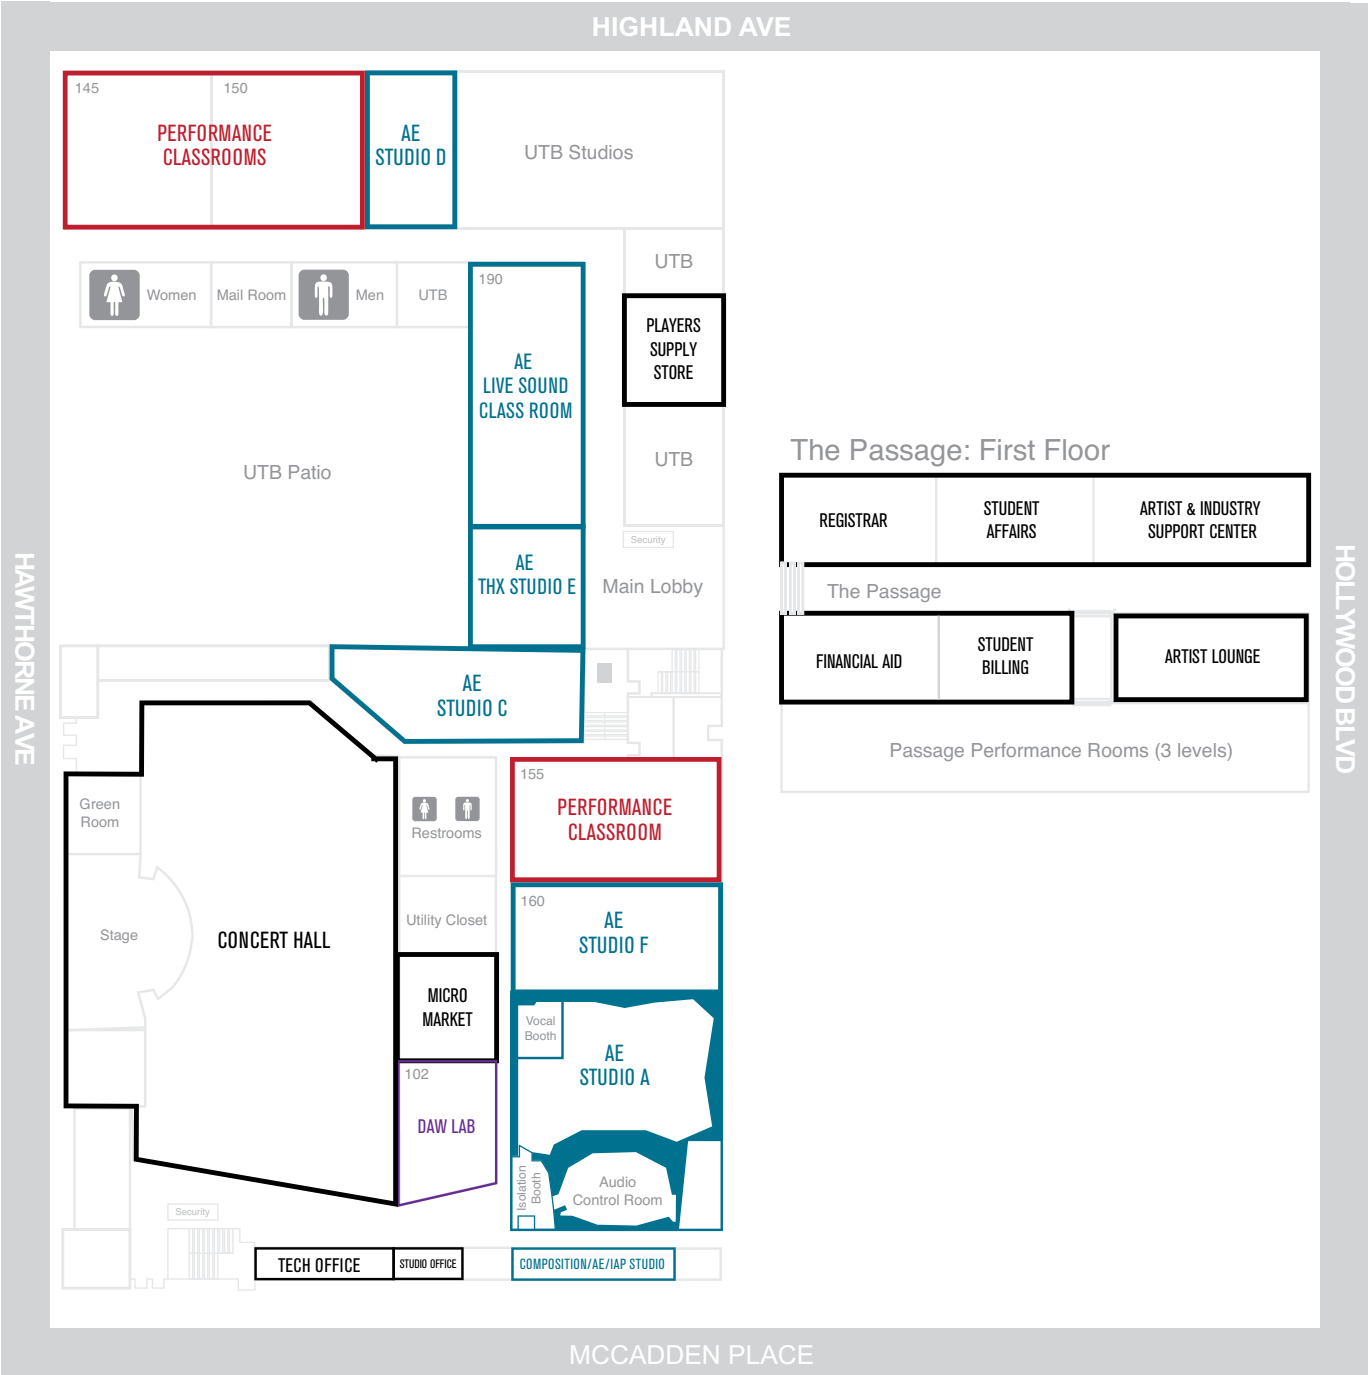 HIGHLAND AVE
145
150
PERFORMANCE
CLASSROOMS
AE
STUDIO D
UTB Studios
Women
Mail Room
Men
UTB
190
AE
LIVE SOUND
CLASS ROOM
UTB
PLAYERS
SUPPLY
STORE
UTB
UTB Patio
Security
AE
THX STUDIO E
Main Lobby
The Passage: First Floor
REGISTRAR
STUDENT
AFFAIRS
ARTIST & INDUSTRY
SUPPORT CENTER
The Passage
FINANCIAL AID
STUDENT
BILLING
ARTIST LOUNGE
Passage Performance Rooms (3 levels)
HAWTHORNE AVE
HOLLYWOOD BLVD
AE
STUDIO C
155
PERFORMANCE
CLASSROOM
Green
Room
Restrooms
Stage
CONCERT HALL
Utility Closet
160
AE
STUDIO F
MICRO
MARKET
Vocal
Booth
AE
STUDIO A
102
DAW LAB
Isolation
Booth
Audio
Control Room
Security
TECH OFFICE
STUDIO OFFICE
COMPOSITION/AE/IAP STUDIO
MCCADDEN PLACE